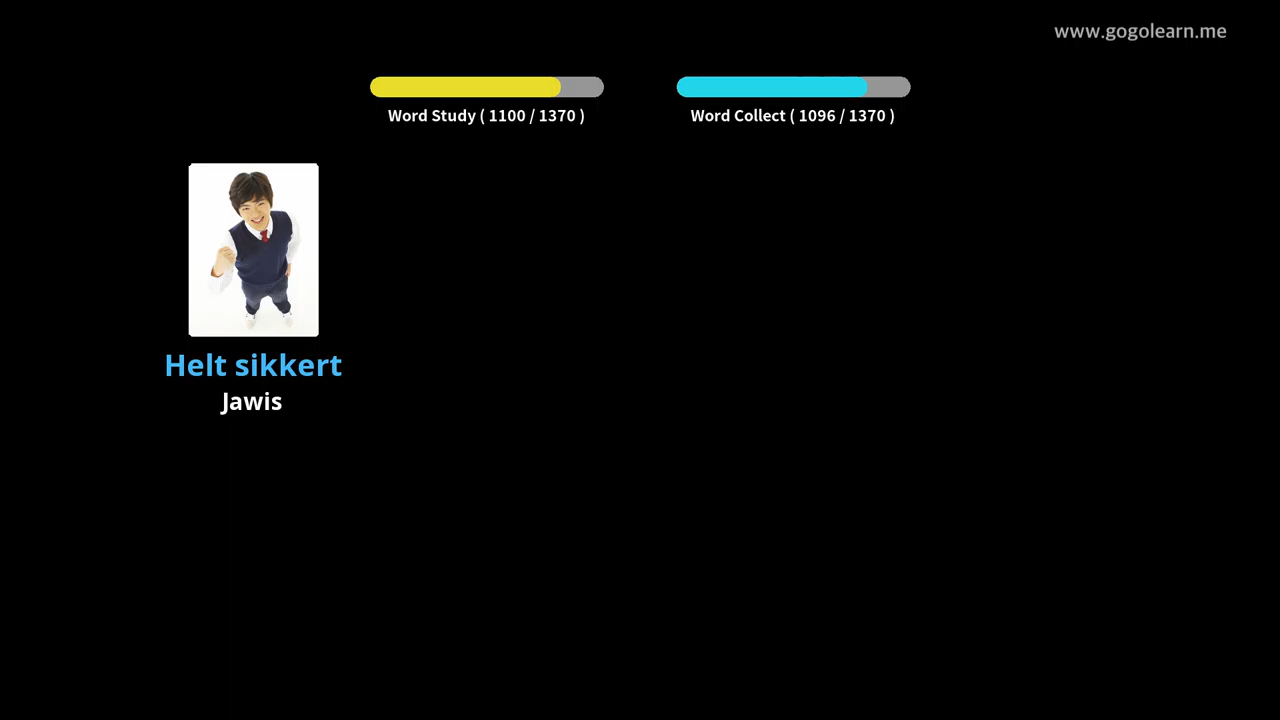 www.gogolearn.me
Word Study ( 1100 / 1370 )
Word Collect ( 1096 / 1370 )
Helt sikkert
Jawis